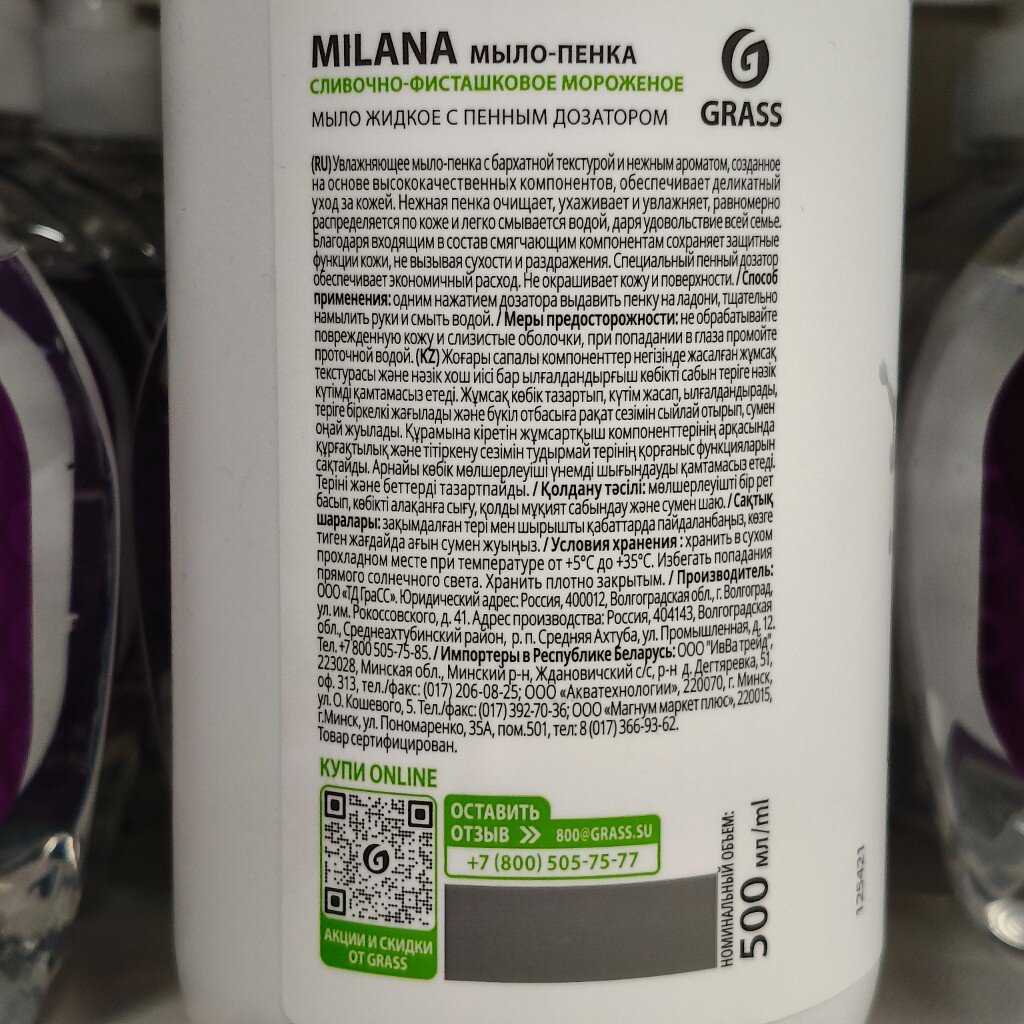 MILANA МЫЛО-ПЕНКА
СЛИВОЧНО-ФИСТАШКОВОЕ МОРОЖЕНОЕ
МЫЛО ЖИДКОЕ С ПЕННЫМ ДОЗАТОРОМ
GRASS
(RU) Увлажняющее мыло-пенка с бархатной текстурой и нежным ароматом, созданное
на основе высококачественных компонентов, обеспечивает деликатный
уход за кожей. Нежная пенка очищает, ухаживает и увлажняет, равномерно
распределяется по коже и легко смывается водой, даря удовольствие всей семье.
Благодаря входящим в состав смягчающим компонентам сохраняет защитные
функции кожи, не вызывая сухости и раздражения. Специальный пенный дозатор
обеспечивает экономичный расход. Не окрашивает кожу и поверхности. / Способ
применения: одним нажатием дозатора выдавить пенку на ладони, тщательно
намылить руки и смыть водой. / Меры предосторожности: не обрабатывайте
поврежденную кожу и слизистые оболочки, при попадании в глаза промойте
проточной водой. (KZ) Жоғары сапалы компоненттер негізінде жасалған жұмсақ
текстурасы және нәзік хош иісі бар ылғалдандырғыш көбікті сабын теріге нәзік
күтімді қамтамасыз етеді. Жұмсақ көбік тазартып, күтім жасап, ылғалдандырады,
теріге біркелкі жағылады және бүкіл отбасыға рақат сезімін сыйлай отырып, сумен
оңай жуылады. Құрамына кіретін жұмсартқыш компоненттерінің арқасында
құрғақтылық және тітіркену сезімін тудырмай терінің қорғаныс функцияларын
сақтайды. Арнайы көбік мөлшерлеуіші үнемді шығындауды қамтамасыз етеді.
Теріні және беттерді тазартпайды. / Қолдану тәсілі: мөлшерлеуішті бір рет
басып, көбікті алақанға сығу, қолды мұқият сабындау және сумен шаю. / Сақтық
шаралары: зақымдалған тері мен шырышты қабаттарда пайдаланбаңыз, көзге
тиген жағдайда ағын сумен жуыңыз. / Условия хранения : хранить в сухом
прохладном месте при температуре от +5°С до +35°С. Избегать попадания
прямого солнечного света. Хранить плотно закрытым. / Производитель:
ООО «ТД ГраСС». Юридический адрес: Россия, 400012, Волгоградская обл., г. Волгоград,
ул. им. Рокоссовского, д. 41. Адрес производства: Россия, 404143, Волгоградская
обл., Среднеахтубинский район, р. п. Средняя Ахтуба, ул. Промышленная, д. 12.
Тел. +7 800 505-75-85. / Импортеры в Республике Беларусь: ООО "ИвВа трейд",
223028, Минская обл., Минский р-н, Ждановичский с/с, р-н д. Дегтяревка, 51,
оф. 313, тел./факс: (017) 206-08-25; ООО «Акватехнологии», 220070, г. Минск,
ул. О. Кошевого, 5. Тел./факс: (017) 392-70-36; ООО «Магнум маркет плюс», 220015,
г.Минск, ул. Пономаренко, 35А, пом.501, тел: 8 (017) 366-93-62.
Товар сертифицирован.
КУПИ ONLINE
АКЦИИ И СКИДКИ
ОТ GRASS
ОСТАВИТЬ
ОТЗЫВ » 800@GRASS.SU
+7 (800) 505-75-77
НОМИНАЛЬНЫЙ ОБЪЕМ:
500 мл/ml
125421